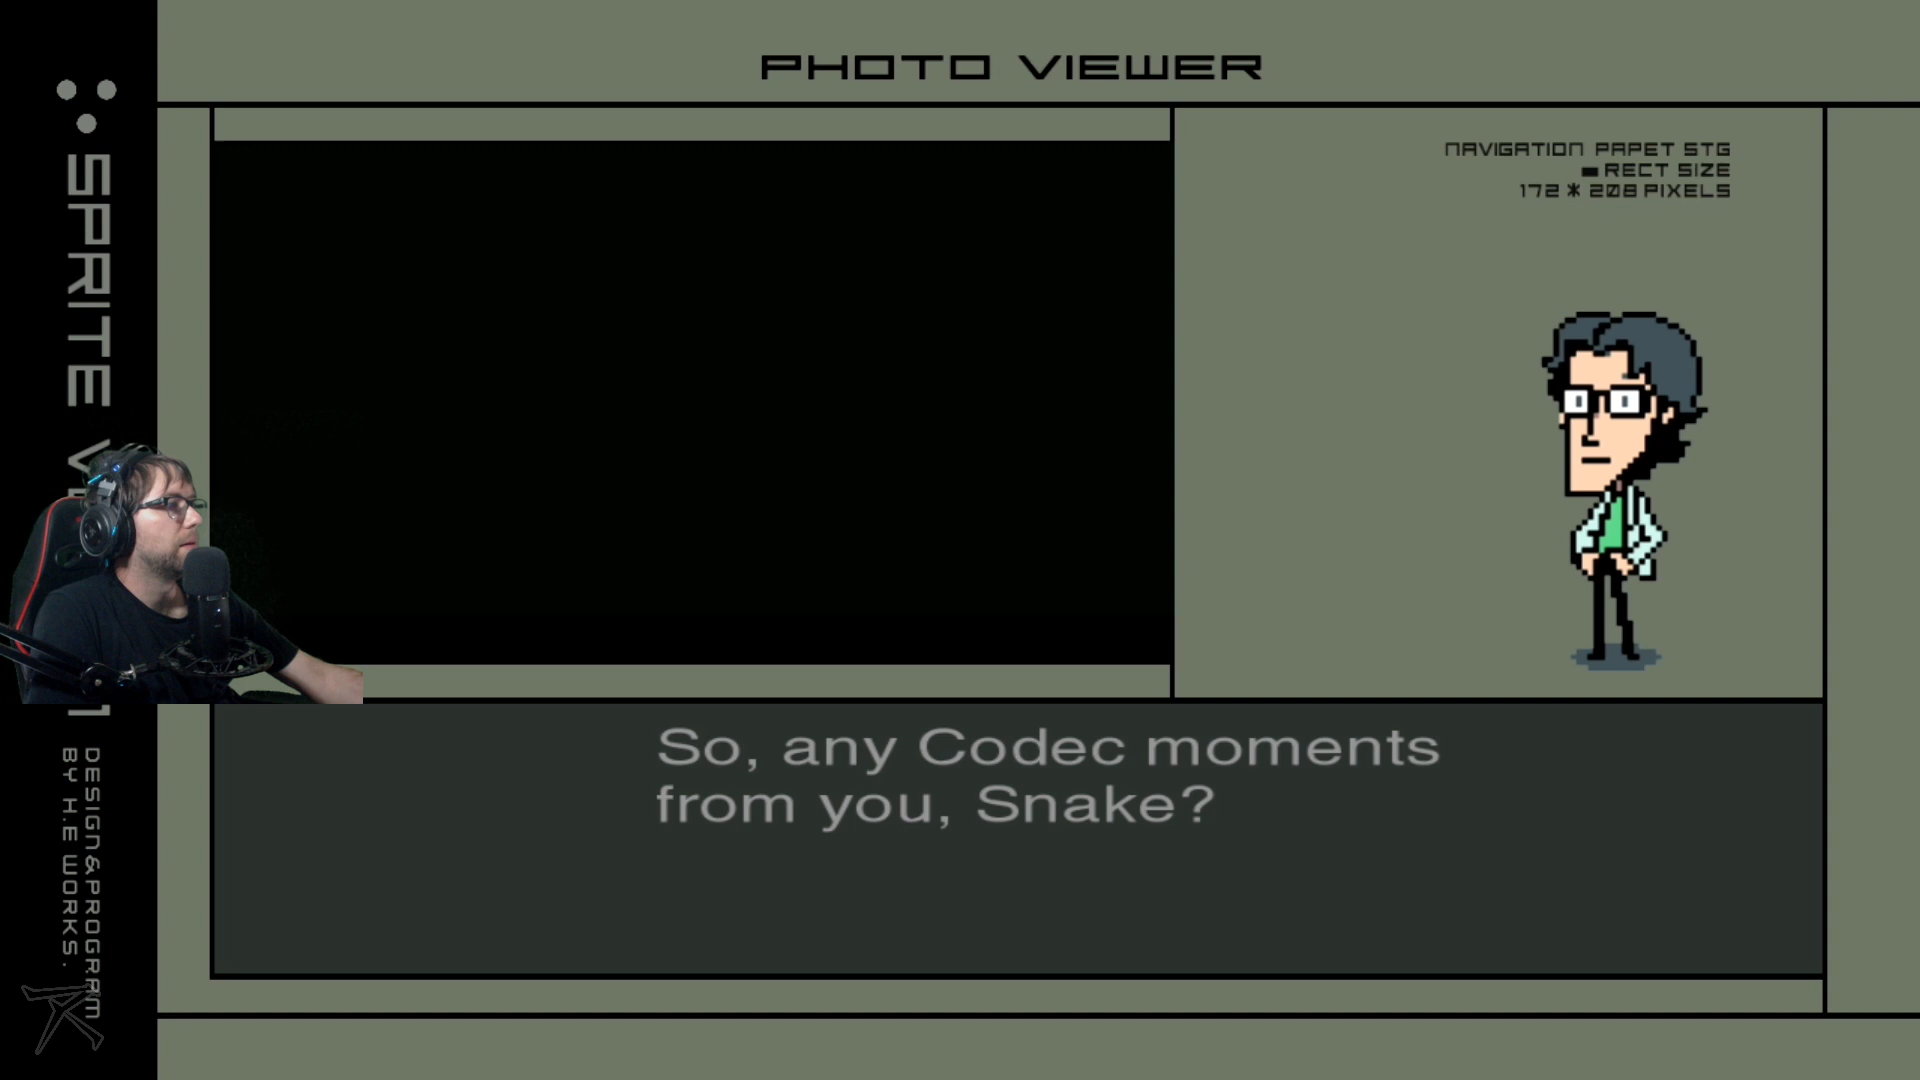 PHOTO VIEWER
NAVIGATION PAPET STG
RECT SIZE
172 * 208 PIXELS
SPRITE
DESIGN&PROGRAM
BY H.E WORKS.
So, any Codec moments
from you, Snake?